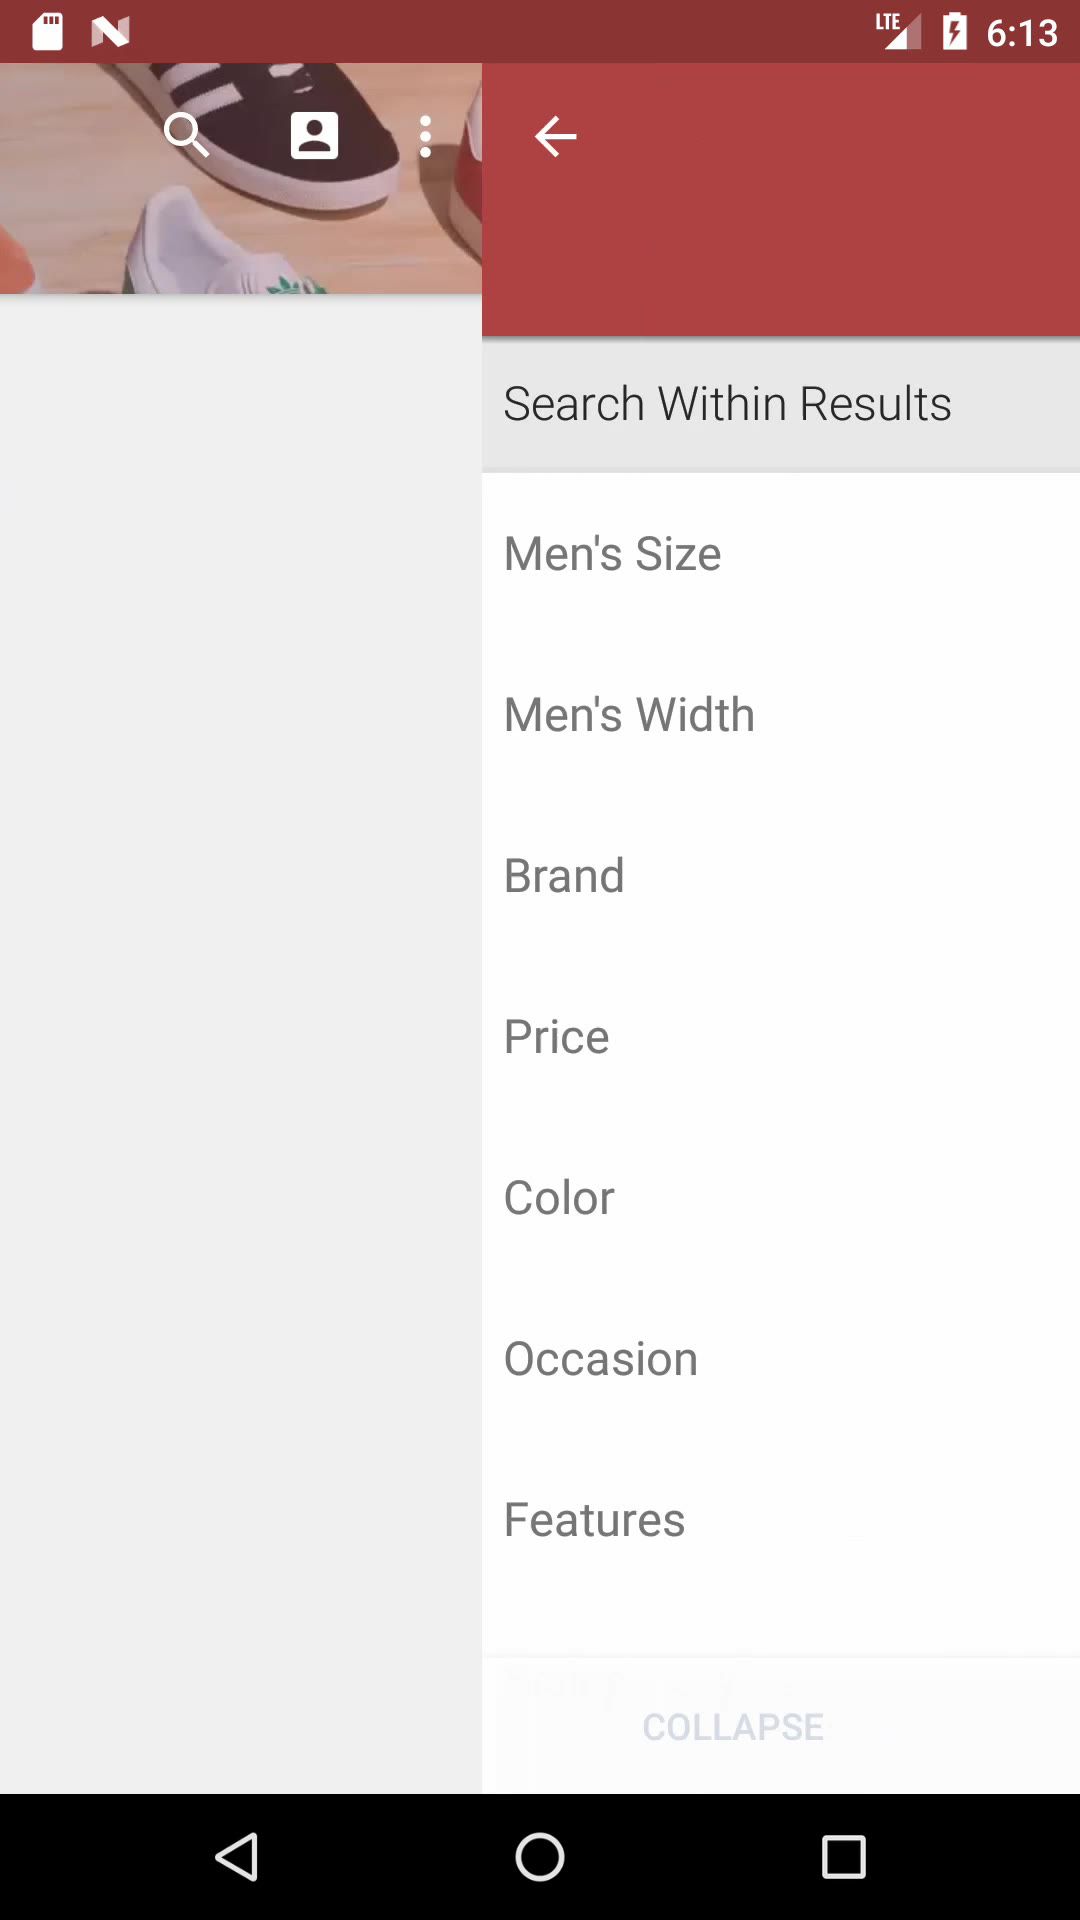 LTE 6:13
Search Within Results
Men's Size
Men's Width
Brand
Price
Color
Occasion
Features
COLLAPSE